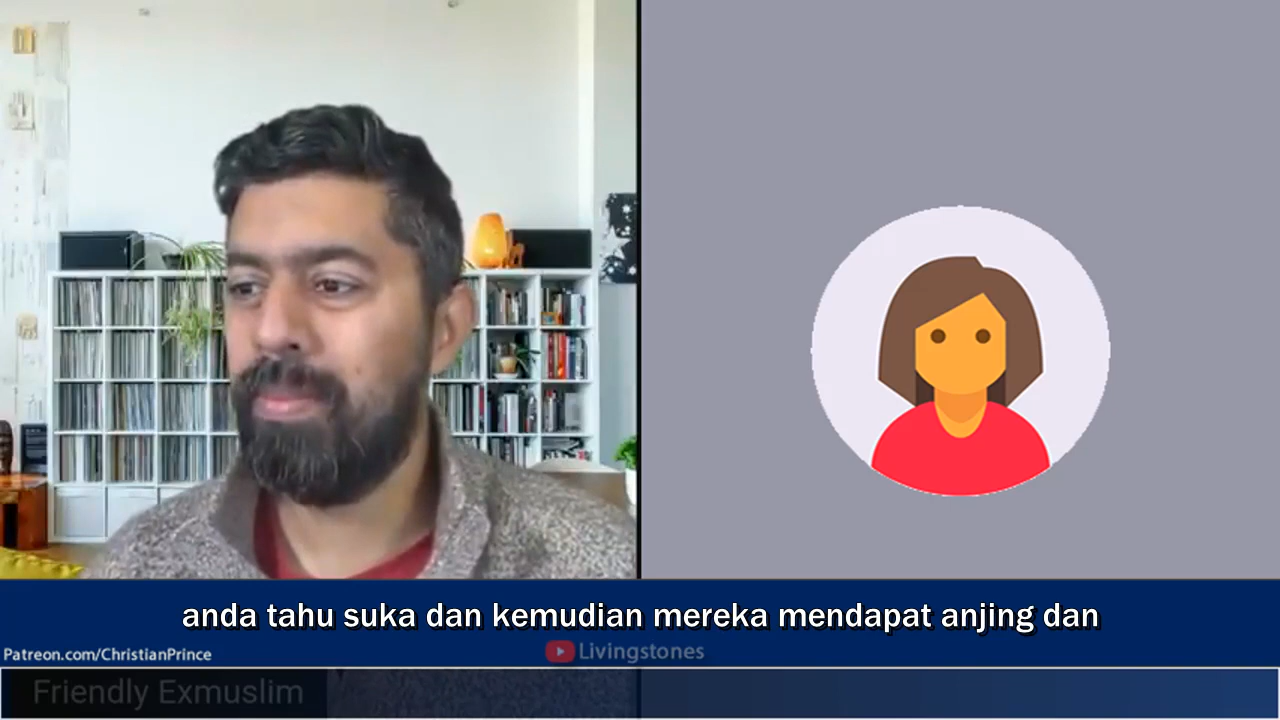 anda tahu suka dan kemudian mereka mendapat anjing dan
Patreon.com/ChristianPrince
Livingstones
Friendly Exmuslim